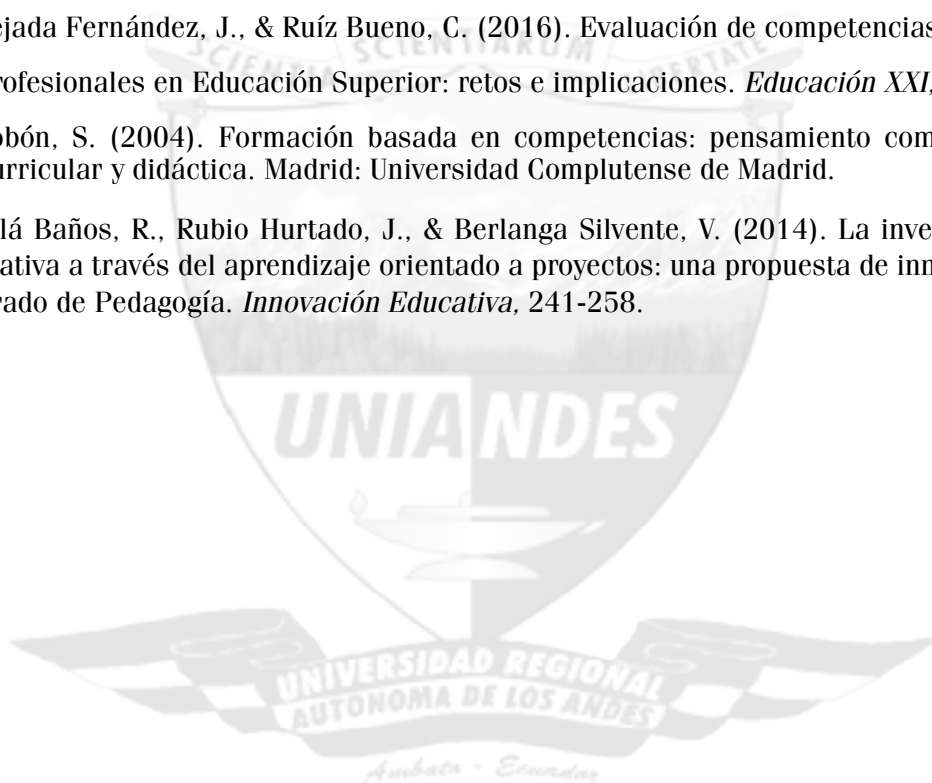 ejada Fernández, J., & Ruíz Bueno, C. (2016). Evaluación de competencias
rofesionales en Educación Superior: retos e implicaciones. Educación XXI,
obón, S. (2004). Formación basada en competencias: pensamiento com
urricular y didáctica. Madrid: Universidad Complutense de Madrid.
lá Baños, R., Rubio Hurtado, J., & Berlanga Silvente, V. (2014). La inve
ativa a través del aprendizaje orientado a proyectos: una propuesta de inn
rado de Pedagogía. Innovación Educativa, 241-258.
SCIENTIA SCIENTIARUM LIBERTATE
UNIANDES
UNIVERSIDAD REGIONAL
AUTONOMA DE LOS ANDES
Ambato - Ecuador